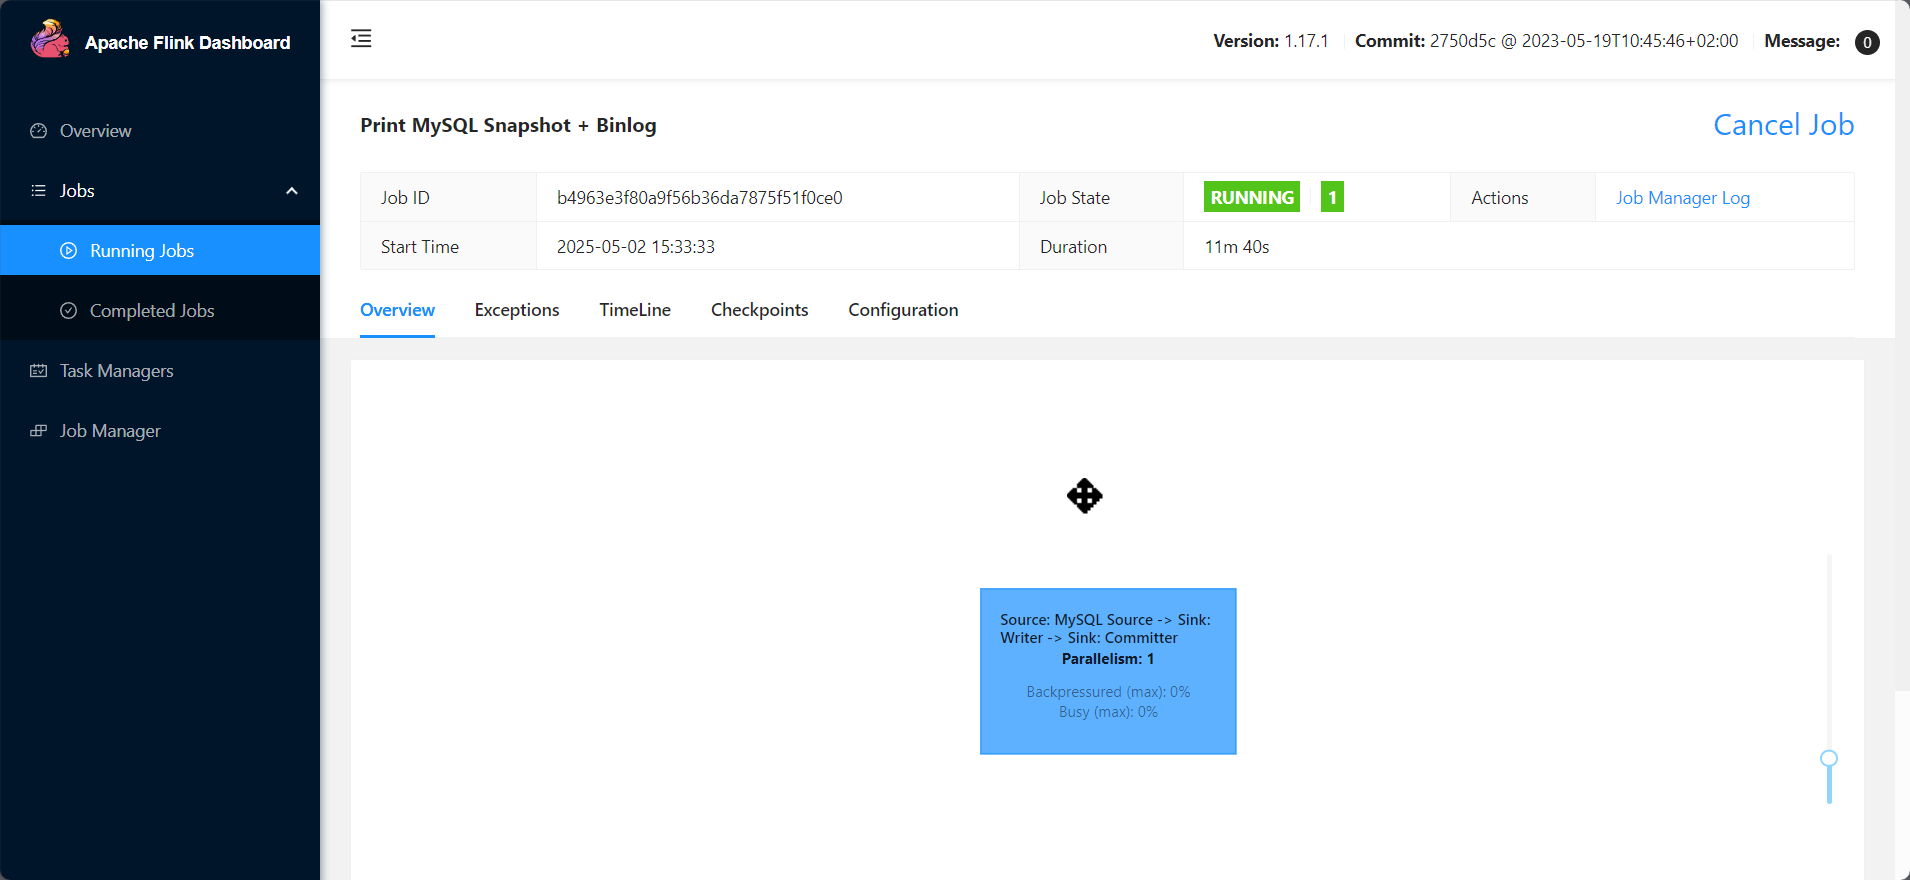 Apache Flink Dashboard
Version: 1.17.1 Commit: 2750d5c @ 2023-05-19T10:45:46+02:00 Message: 0
Overview
Jobs
Running Jobs
Completed Jobs
Task Managers
Job Manager
Print MySQL Snapshot + Binlog
Cancel Job
Job ID b4963e3f80a9f56b36da7875f51f0ce0 Job State RUNNING 1 Actions Job Manager Log
Start Time 2025-05-02 15:33:33 Duration 11m 40s
Overview Exceptions TimeLine Checkpoints Configuration
Source: MySQL Source -> Sink:
Writer -> Sink: Committer
Parallelism: 1
Backpressured (max): 0%
Busy (max): 0%